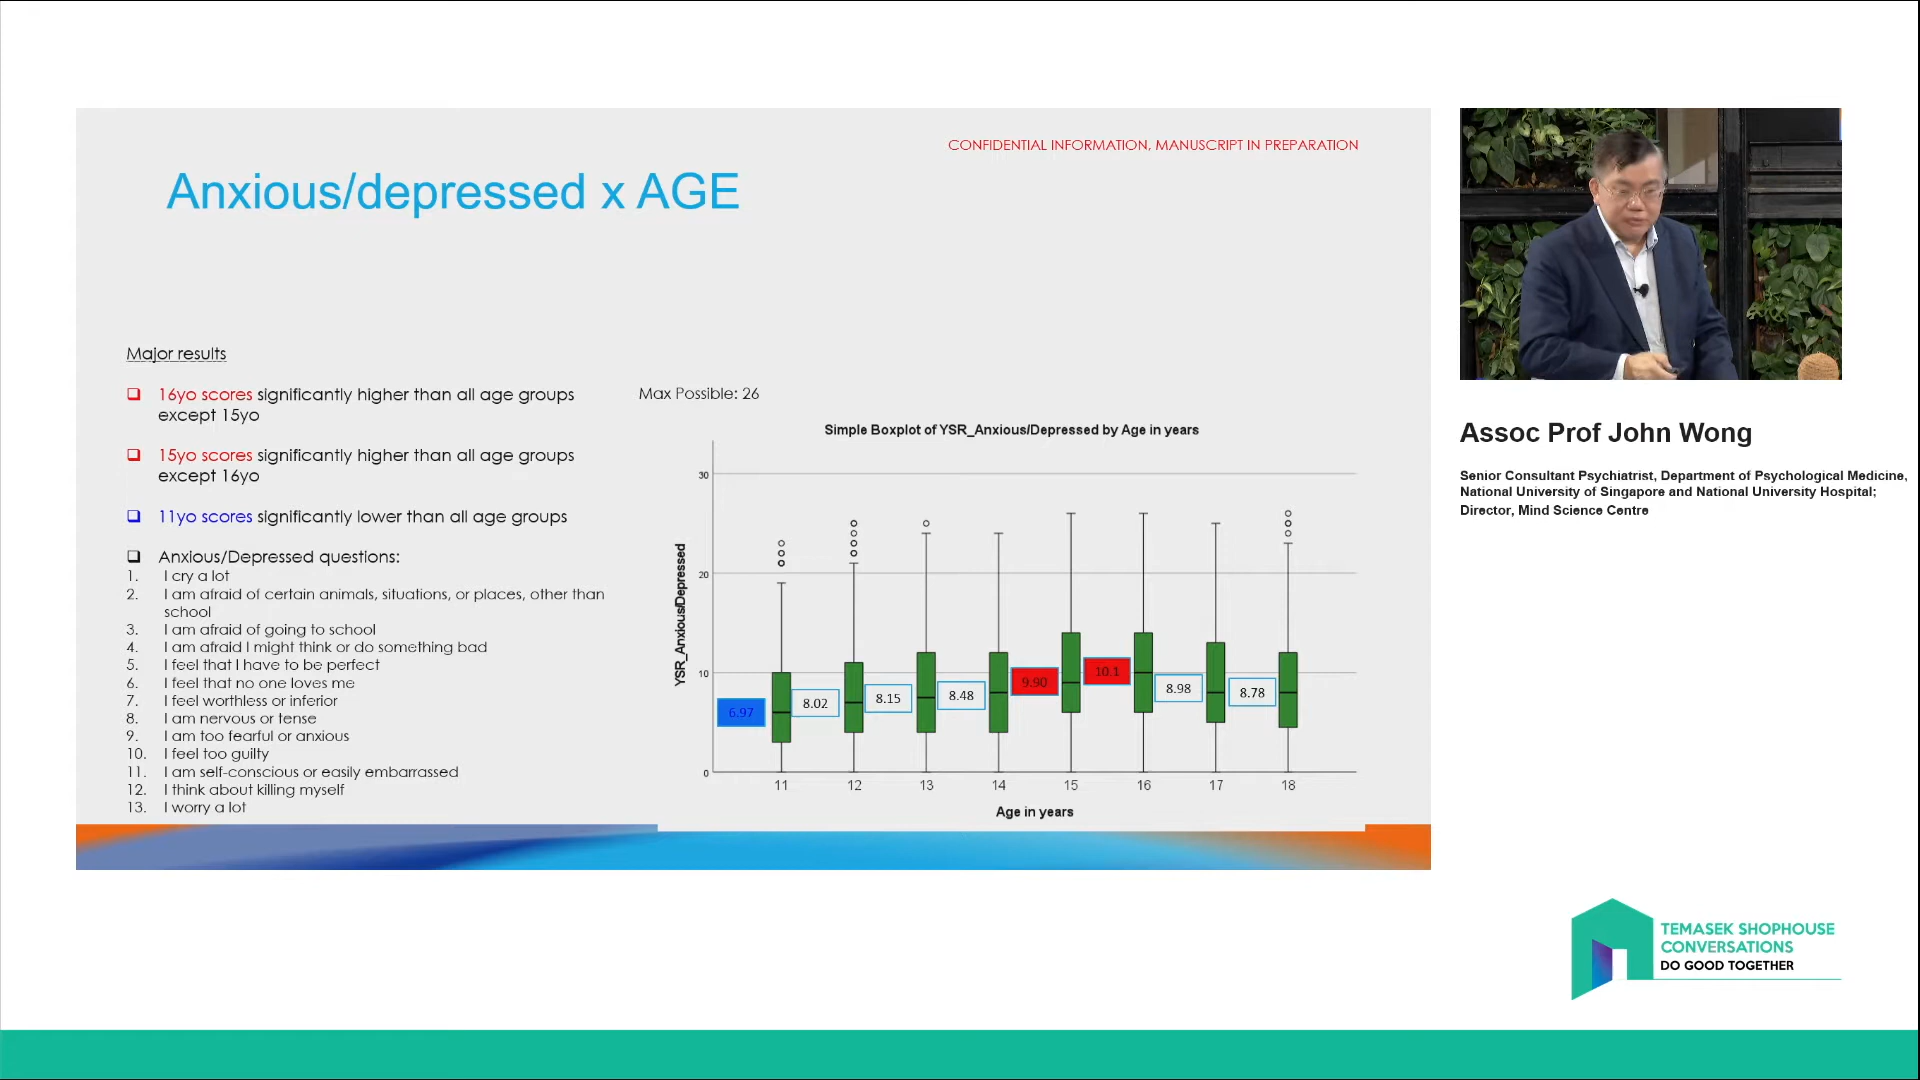 CONFIDENTIAL INFORMATION, MANUSCRIPT IN PREPARATION
Anxious/depressed x AGE
Major results
16yo scores significantly higher than all age groups
except 15yo
15yo scores significantly higher than all age groups
except 16yo
11yo scores significantly lower than all age groups
Anxious/Depressed questions:
1. I cry a lot
2. I am afraid of certain animals, situations, or places, other than
school
3. I am afraid of going to school
4. I am afraid I might think or do something bad
5. I feel that I have to be perfect
6. I feel that no one loves me
7. I feel worthless or inferior
8. I am nervous or tense
9. I am too fearful or anxious
10. I feel too guilty
11. I am self-conscious or easily embarrassed
12. I think about killing myself
13. I worry a lot
Max Possible: 26
Simple Boxplot of YSR_Anxious/Depressed by Age in years
YSR_Anxious/Depressed
30
20
10
0
6.97
8.02
8.15
8.48
9.90
10.1
8.98
8.78
11 12 13 14 15 16 17 18
Age in years
Assoc Prof John Wong
Senior Consultant Psychiatrist, Department of Psychological Medicine,
National University of Singapore and National University Hospital;
Director, Mind Science Centre
TEMASEK SHOPHOUSE
CONVERSATIONS
DO GOOD TOGETHER